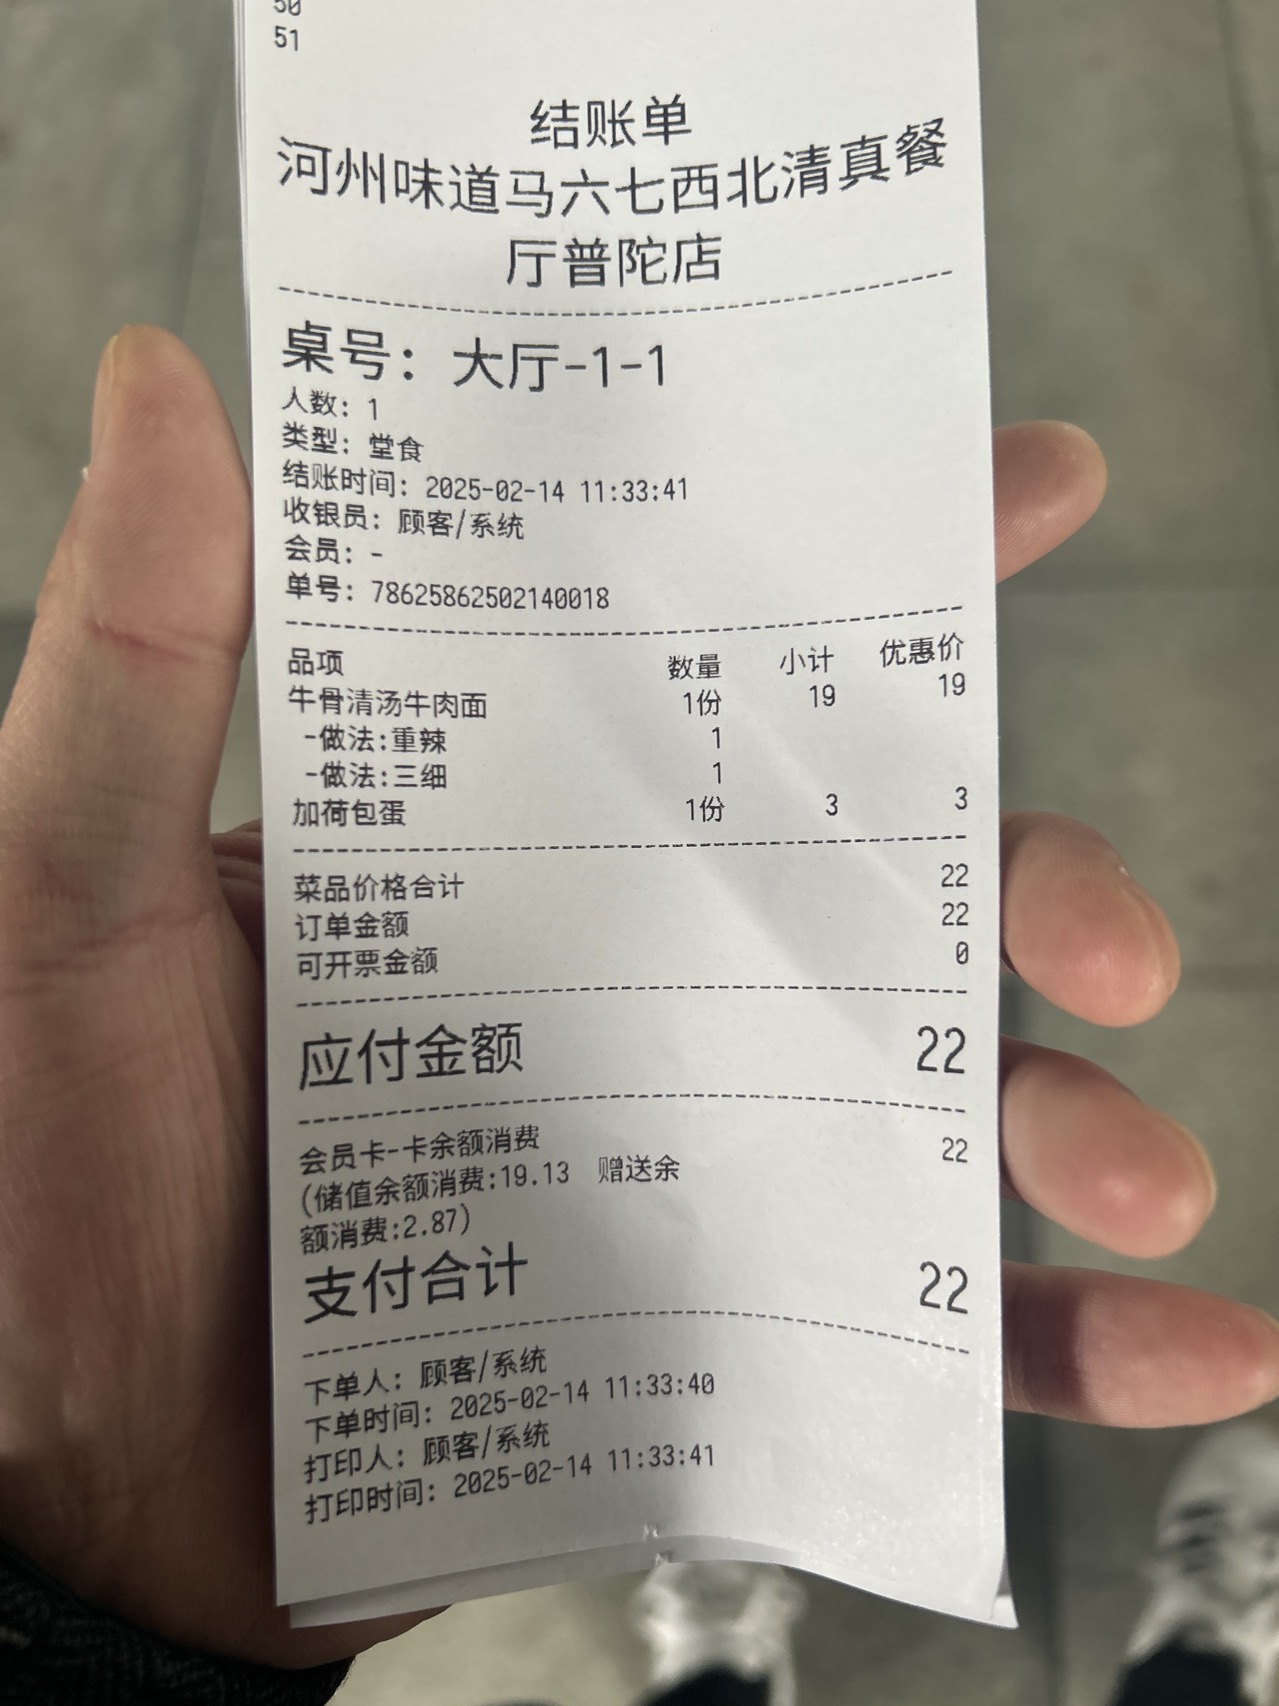 50
51
结账单
河州味道马六七西北清真餐
厅普陀店
桌号：大厅-1-1
人数：1
类型：堂食
结账时间：2025-02-14 11:33:41
收银员：顾客/系统
会员：-
单号：78625862502140018
品项 数量 小计 优惠价
牛骨清汤牛肉面 1份 19 19
-做法:重辣 1
-做法:三细 1
加荷包蛋 1份 3 3
菜品价格合计 22
订单金额 22
可开票金额 0
应付金额 22
会员卡-卡余额消费 22
(储值余额消费:19.13 赠送余
额消费:2.87)
支付合计 22
下单人：顾客/系统
下单时间：2025-02-14 11:33:40
打印人：顾客/系统
打印时间：2025-02-14 11:33:41